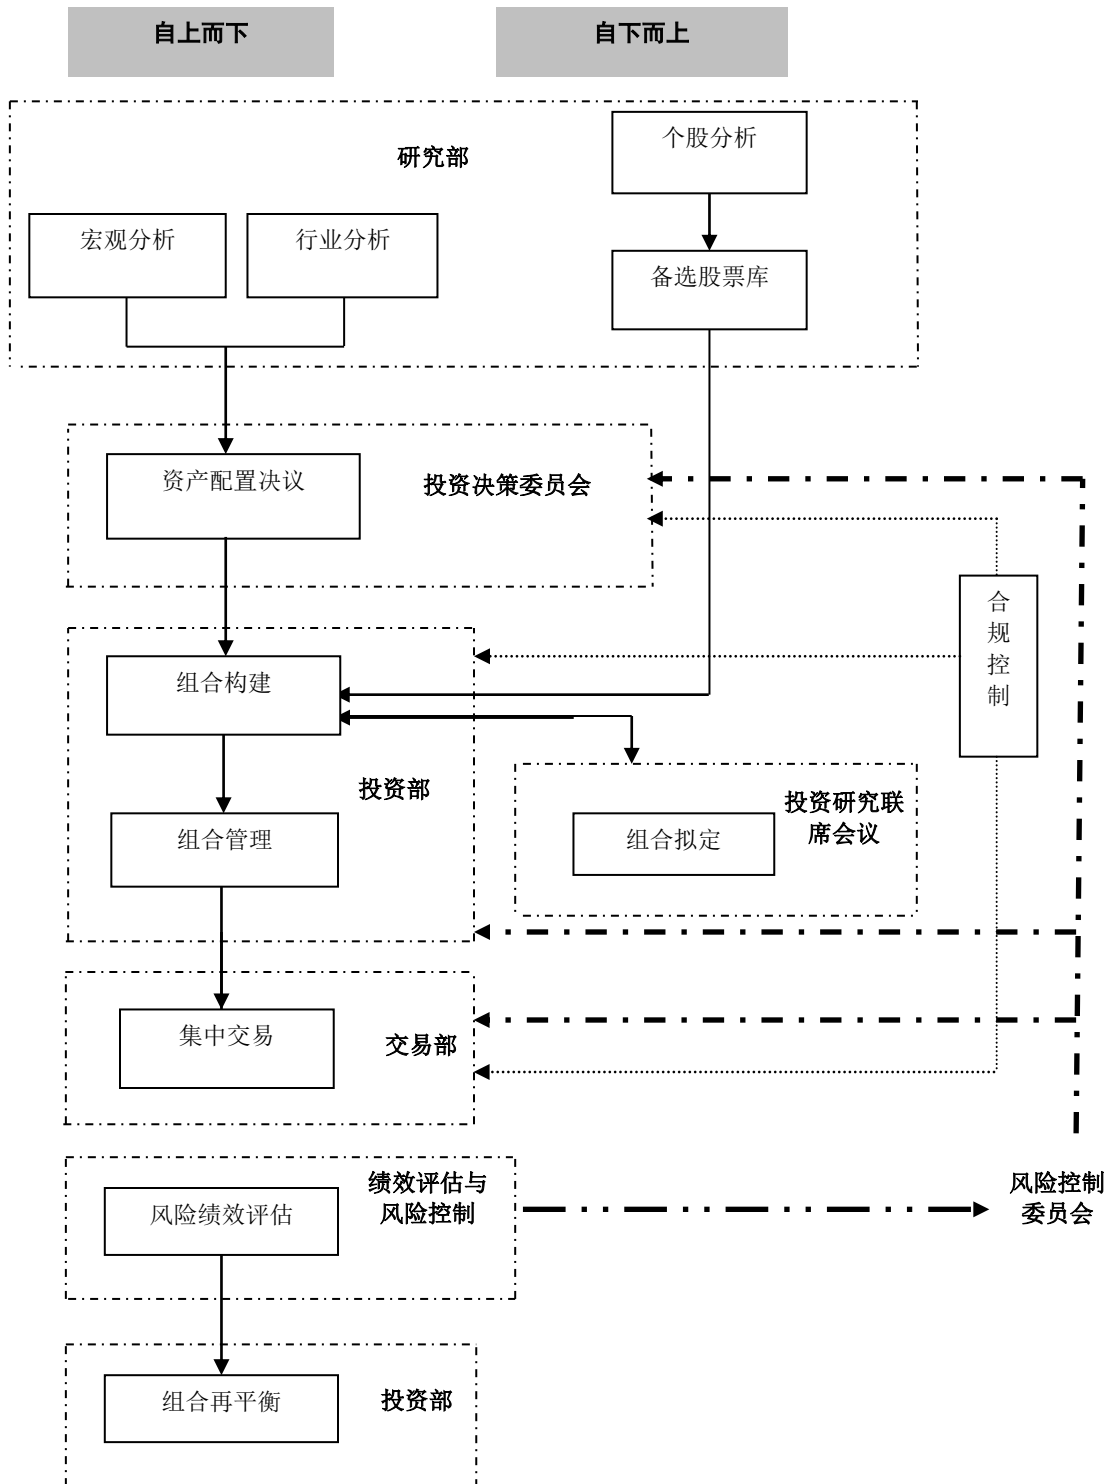 自上而下
自下而上
研究部
个股分析
宏观分析
行业分析
备选股票库
资产配置决议
投资决策委员会
合
规
控
制
组合构建
投资部
组合管理
投资研究联
席会议
组合拟定
集中交易
交易部
绩效评估与
风险控制
风险绩效评估
风险控制
委员会
组合再平衡
投资部